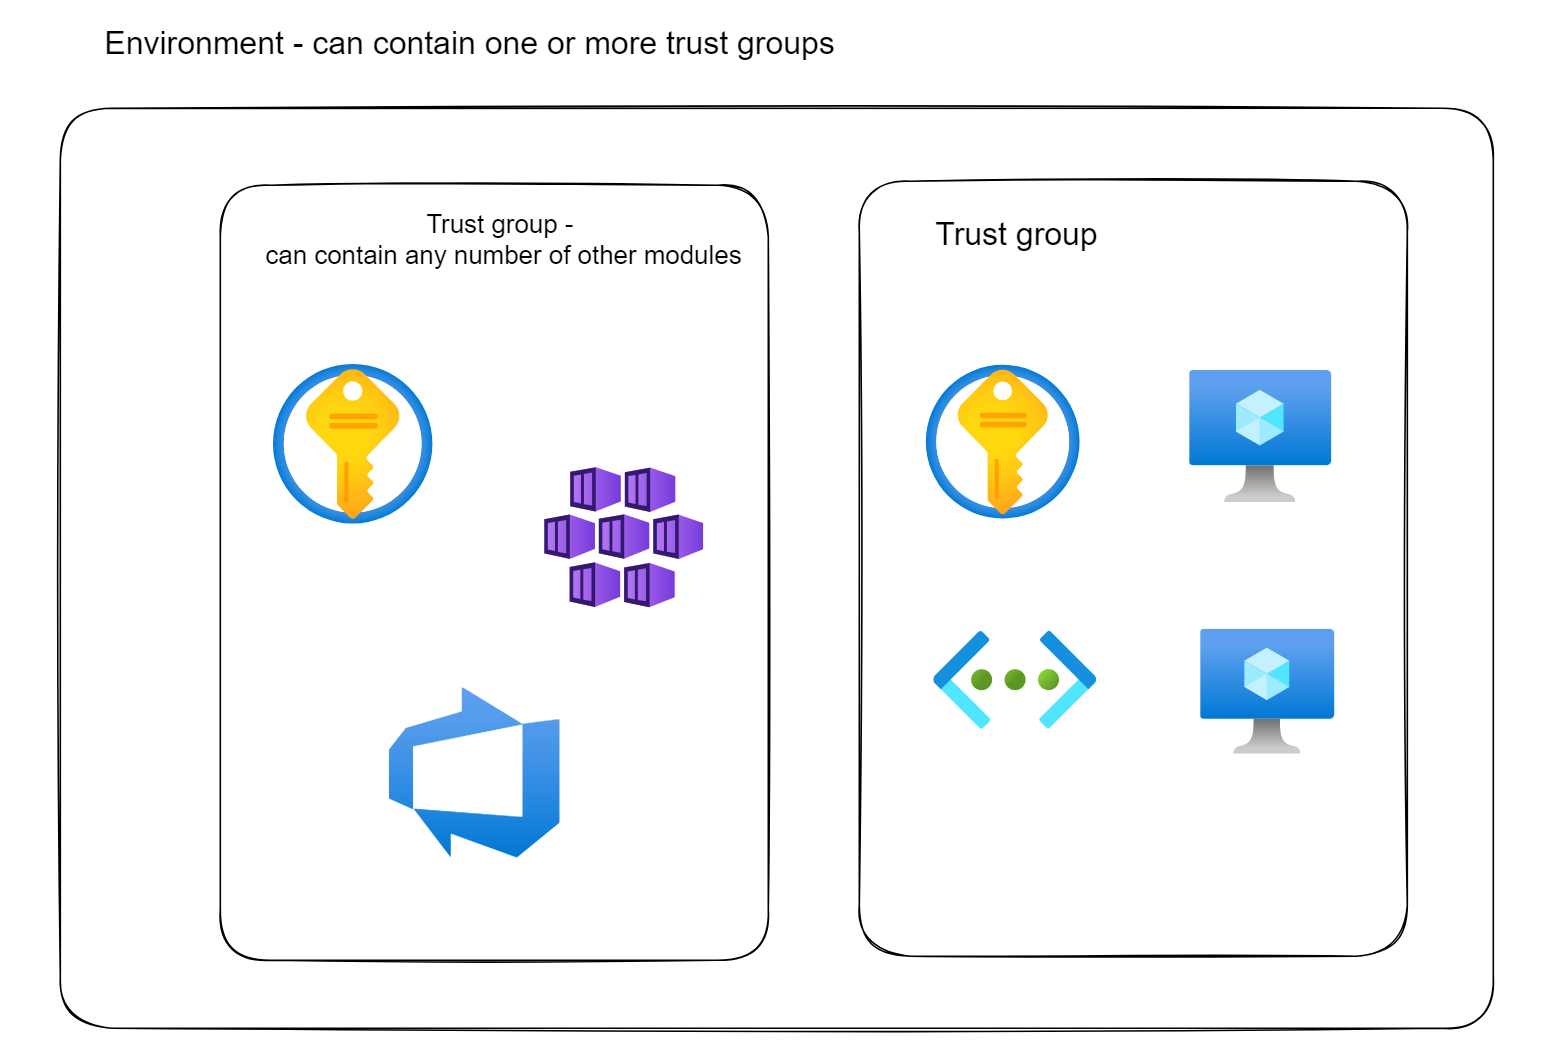 Environment - can contain one or more trust groups
Trust group -
can contain any number of other modules
Trust group